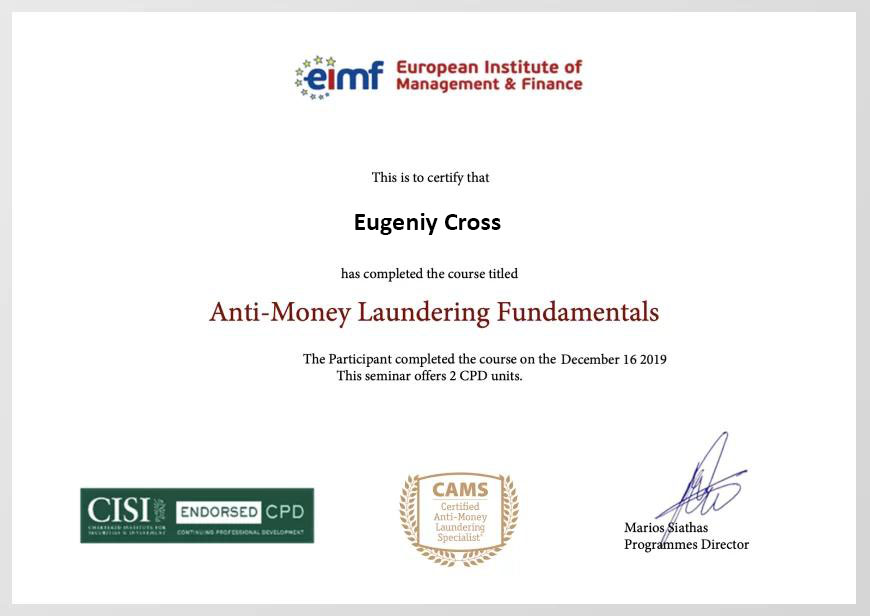 eimf European Institute of
Management & Finance
This is to certify that
Eugeniy Cross
has completed the course titled
Anti-Money Laundering Fundamentals
The Participant completed the course on the December 16 2019
This seminar offers 2 CPD units.
CISI
CHARTERED INSTITUTE FOR
SECURITIES & INVESTMENT
ENDORSED CPD
CONTINUING PROFESSIONAL DEVELOPMENT
CAMS
Certified
Anti-Money
Laundering
Specialist®
Marios Siathas
Programmes Director